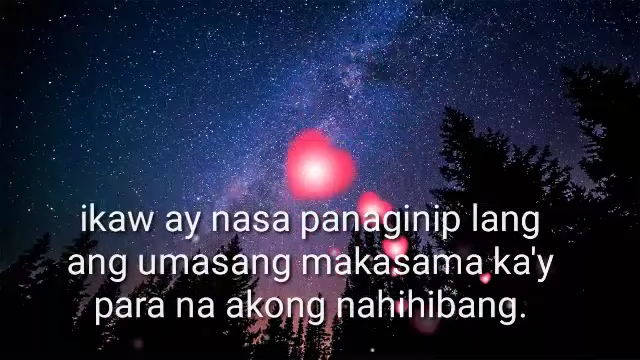 ikaw ay nasa panaginip lang
ang umasang makasama ka'y
para na akong nahihibang.